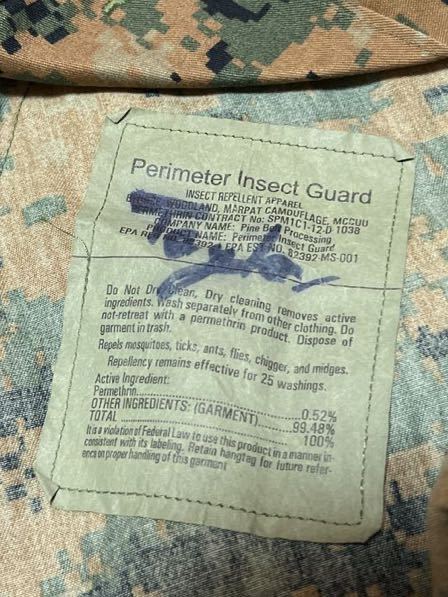 Perimeter Insect Guard
INSECT REPELLENT APPAREL
WOODLAND, MARPAT CAMOUFLAGE, MCCUU
CONTRACT No: SPM1C1-12-D-1038
COMPANY NAME: Pine Belt Processing
PRODUCT NAME: Perimeter Insect Guard
EPA EPA EST NO. 82392-MS-001
Do Not Dry Clean, Dry cleaning removes active
ingredients. Wash separately from other clothing. Do
not-retreat with a permethrin product. Dispose of
garment in trash.
Repels mosquitoes, ticks, ants, flies, chigger, and midges.
Repellency remains effective for 25 washings.
Active Ingredient:
Permethrin.....................................0.52%
OTHER INGREDIENTS: (GARMENT)..........99.48%
TOTAL..........................................100%
It is a violation of Federal Law to use this product in a manner in-
consistent with its labeling. Retain hangtag for future refer-
ence on proper handling of this garment